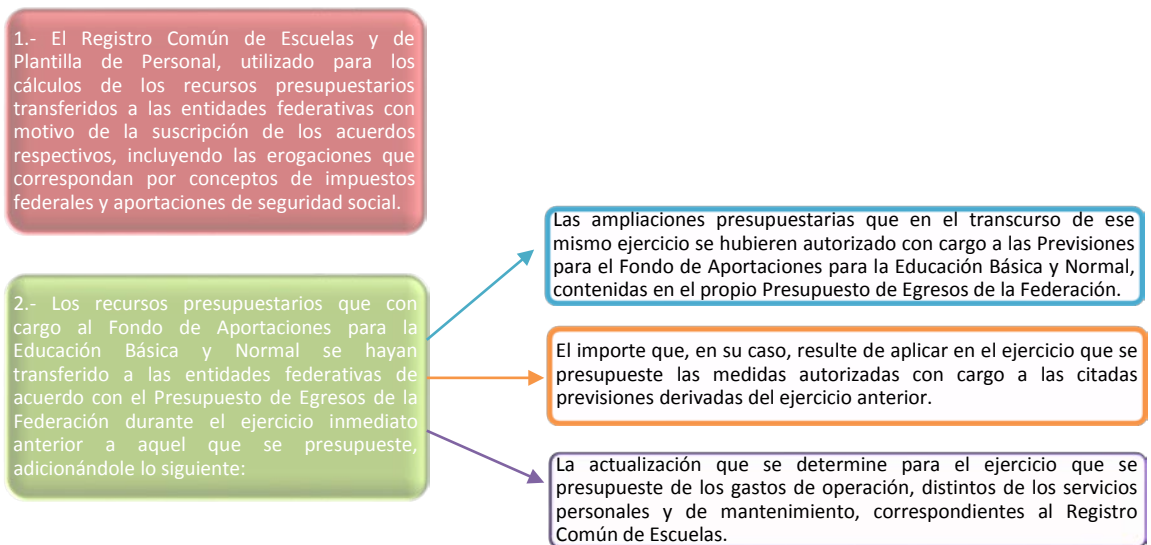 1.- El Registro Común de Escuelas y de
Plantilla de Personal, utilizado para los
cálculos de los recursos presupuestarios
transferidos a las entidades federativas con
motivo de la suscripción de los acuerdos
respectivos, incluyendo las erogaciones que
correspondan por conceptos de impuestos
federales y aportaciones de seguridad social.
2.- Los recursos presupuestarios que con
cargo al Fondo de Aportaciones para la
Educación Básica y Normal se hayan
transferido a las entidades federativas de
acuerdo con el Presupuesto de Egresos de la
Federación durante el ejercicio inmediato
anterior a aquel que se presupueste,
adicionándole lo siguiente:
Las ampliaciones presupuestarias que en el transcurso de ese
mismo ejercicio se hubieren autorizado con cargo a las Previsiones
para el Fondo de Aportaciones para la Educación Básica y Normal,
contenidas en el propio Presupuesto de Egresos de la Federación.
El importe que, en su caso, resulte de aplicar en el ejercicio que se
presupueste las medidas autorizadas con cargo a las citadas
previsiones derivadas del ejercicio anterior.
La actualización que se determine para el ejercicio que se
presupueste de los gastos de operación, distintos de los servicios
personales y de mantenimiento, correspondientes al Registro
Común de Escuelas.